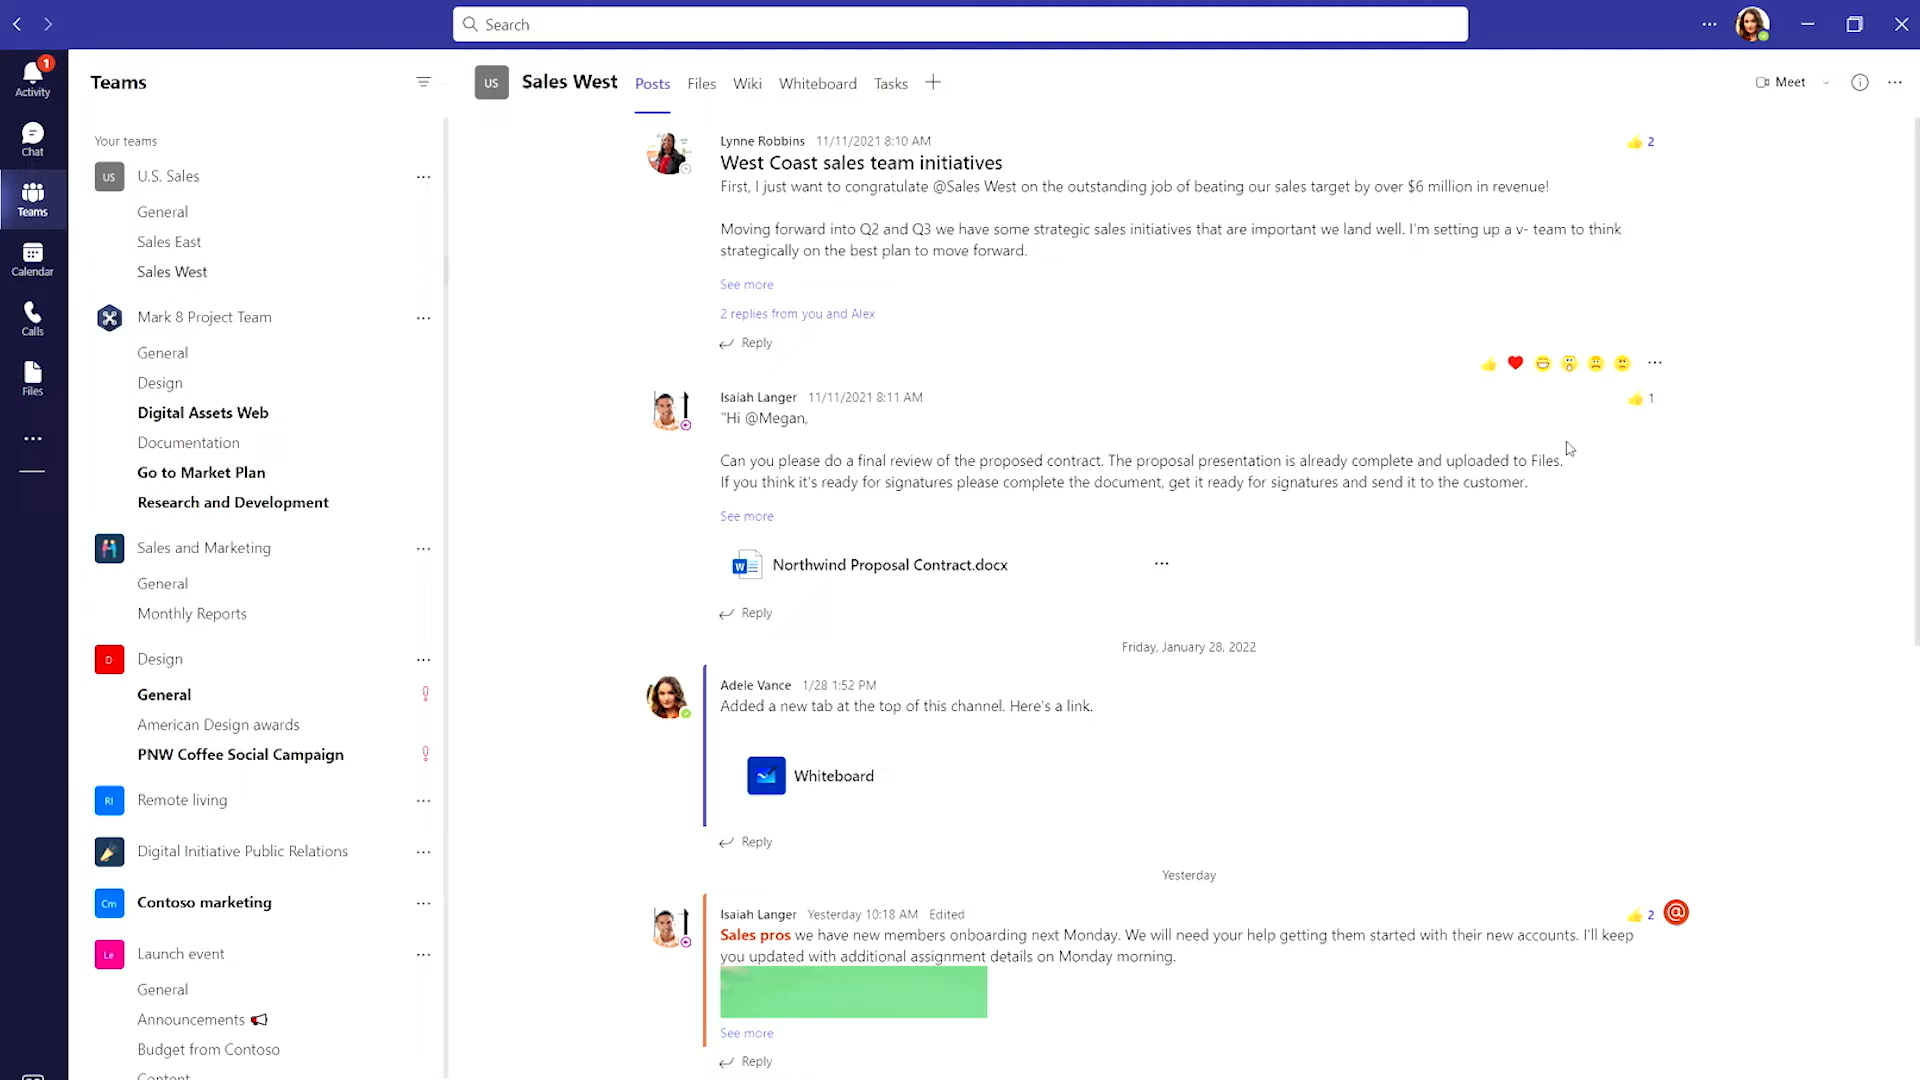 Search
1
Activity
Chat
Teams
Calendar
Calls
Files
Teams
Your teams
US
U.S. Sales
General
Sales East
Sales West
Mark 8 Project Team
General
Design
Digital Assets Web
Documentation
Go to Market Plan
Research and Development
Sales and Marketing
General
Monthly Reports
D
Design
General
American Design awards
PNW Coffee Social Campaign
Rl
Remote living
Digital Initiative Public Relations
Cm
Contoso marketing
Le
Launch event
General
Announcements
Budget from Contoso
Content
US
Sales West
Posts
Files
Wiki
Whiteboard
Tasks
Meet
Lynne Robbins 11/11/2021 8:10 AM
2
West Coast sales team initiatives
First, I just want to congratulate @Sales West on the outstanding job of beating our sales target by over $6 million in revenue!
Moving forward into Q2 and Q3 we have some strategic sales initiatives that are important we land well. I'm setting up a v- team to think
strategically on the best plan to move forward.
See more
2 replies from you and Alex
Reply
Isaiah Langer 11/11/2021 8:11 AM
1
"Hi @Megan,
Can you please do a final review of the proposed contract. The proposal presentation is already complete and uploaded to Files.
If you think it's ready for signatures please complete the document, get it ready for signatures and send it to the customer.
See more
W
Northwind Proposal Contract.docx
Reply
Friday, January 28, 2022
Adele Vance 1/28 1:52 PM
Added a new tab at the top of this channel. Here's a link.
Whiteboard
Reply
Yesterday
Isaiah Langer Yesterday 10:18 AM Edited
2
@
Sales pros we have new members onboarding next Monday. We will need your help getting them started with their new accounts. I'll keep
you updated with additional assignment details on Monday morning.
See more
Reply